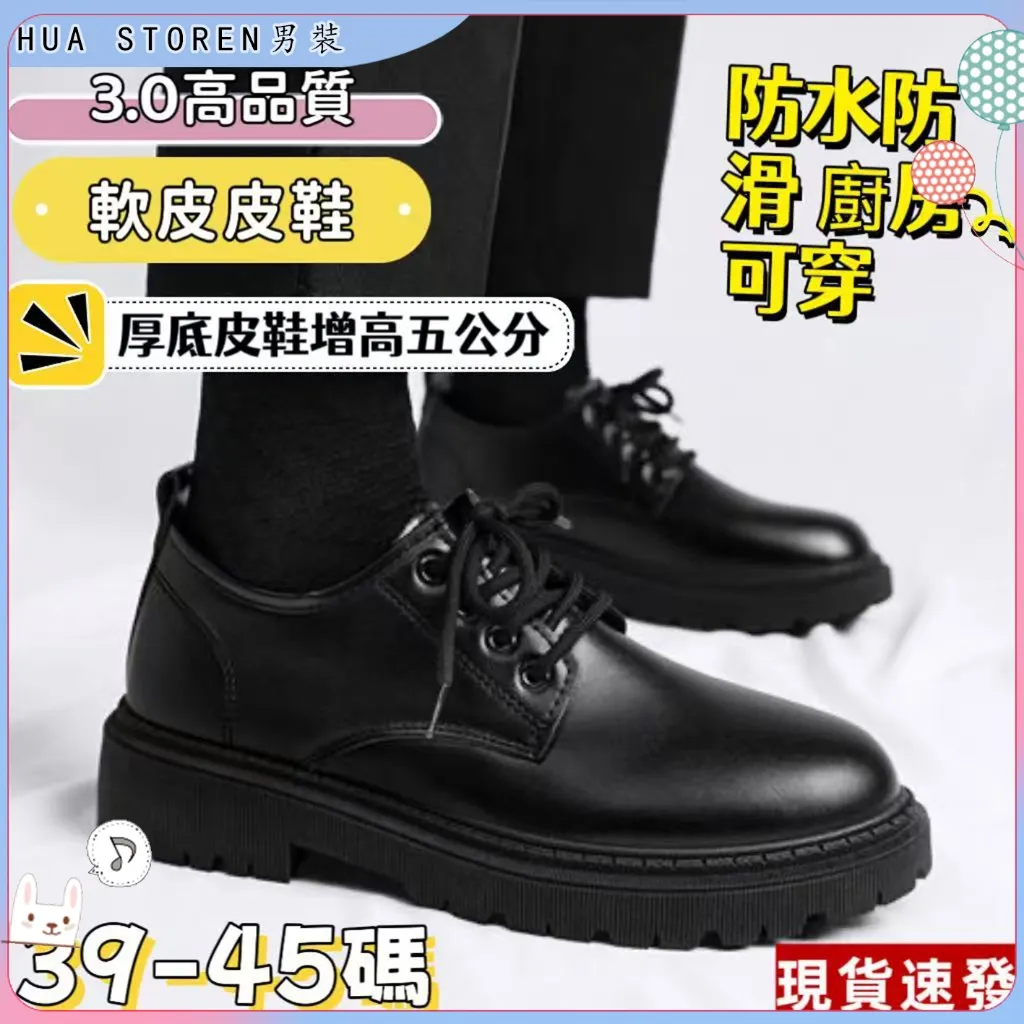 HUA STOREN男裝
3.0高品質
軟皮皮鞋
厚底皮鞋增高五公分
防水防
滑 廚房
可穿
39-45碼
現貨速發